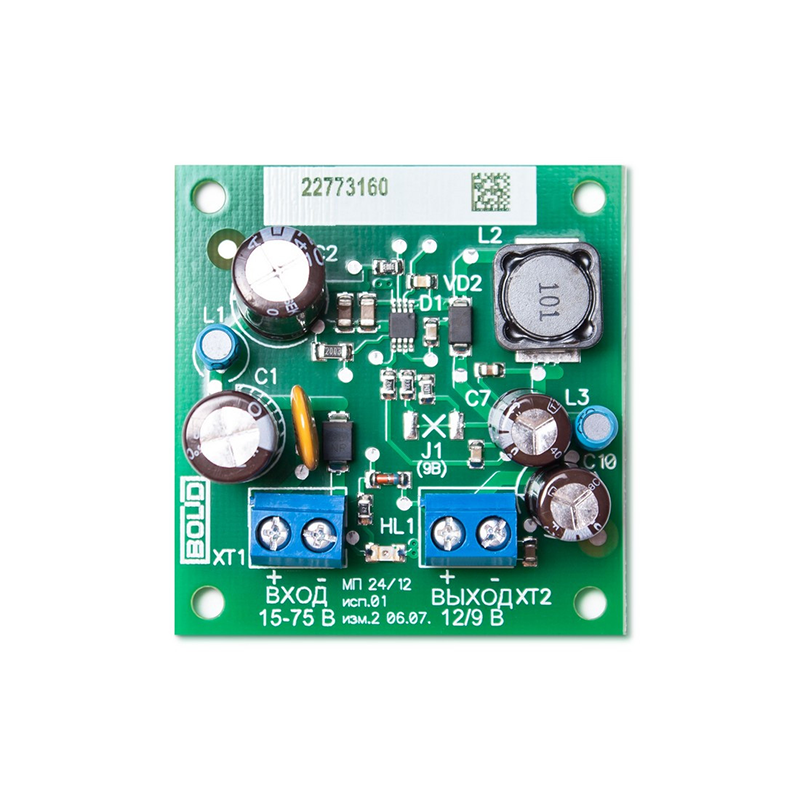 22773160
L2
C2
VD2
D1
L1
2003
101
C1
C7
L3
J1
(9В)
C10
BOLID
HL1
XT1
+ -
ВХОД
15-75 В
МП 24/12
исп.01
изм.2 06.07.
+ -
ВЫХОД XT2
12/9 В